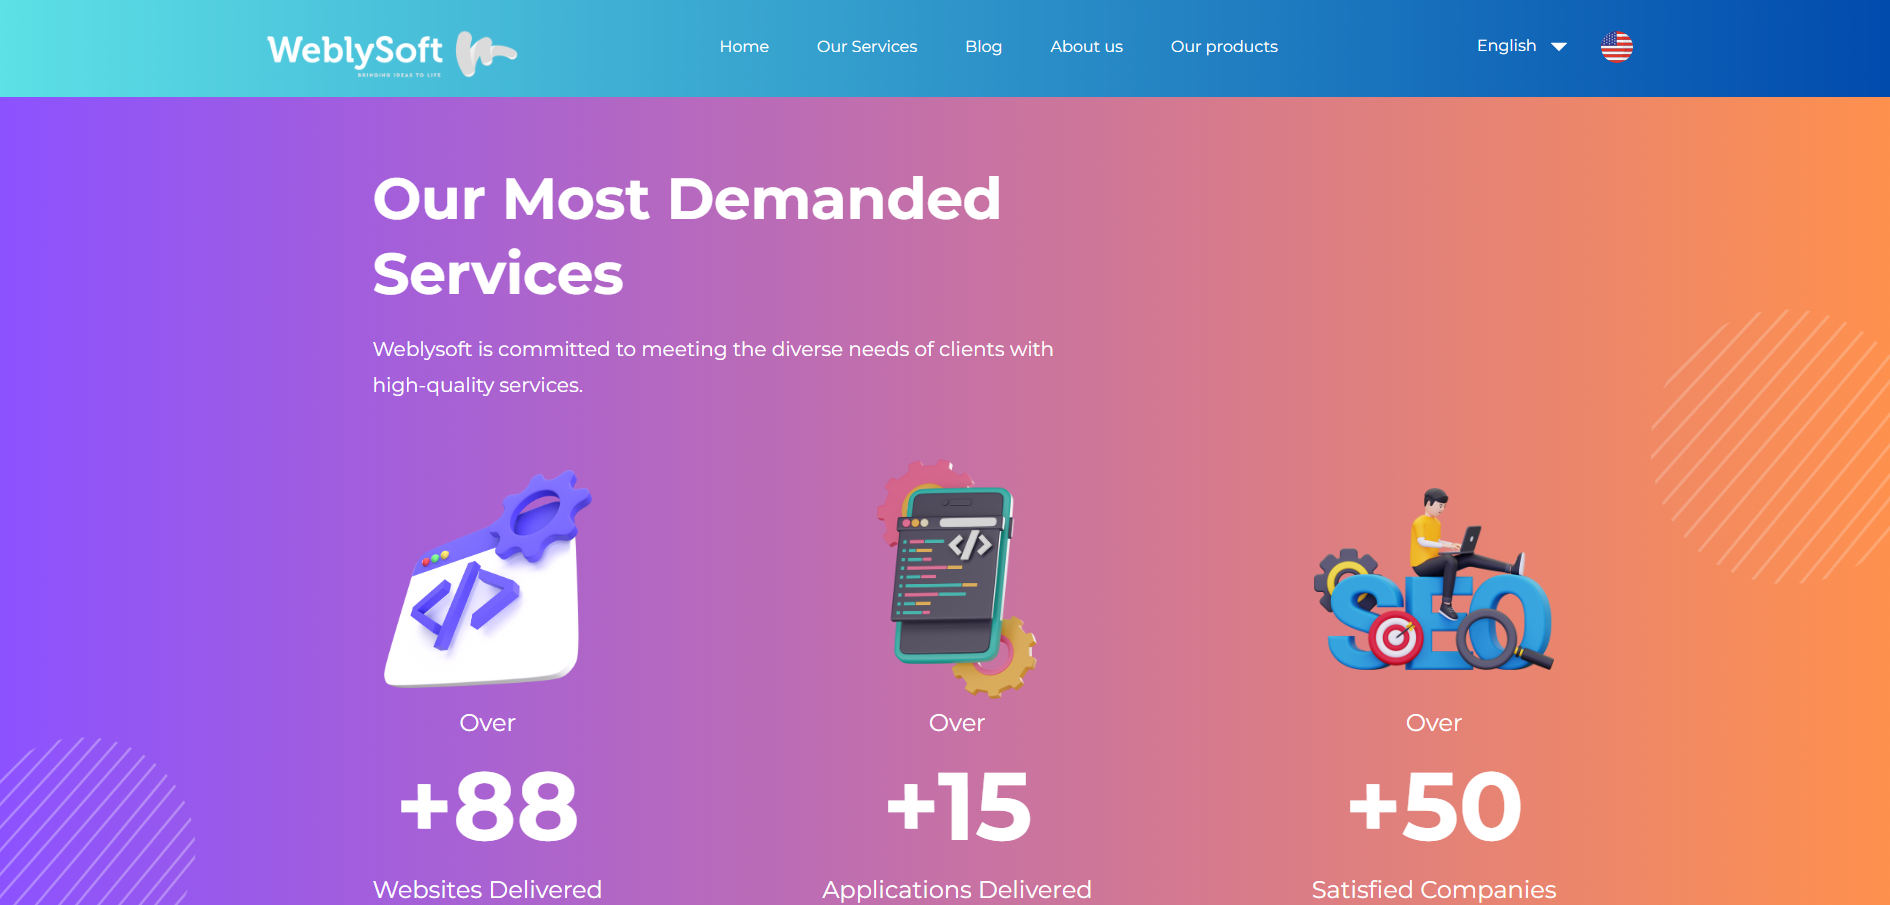 WeblySoft
BRINGING IDEAS TO LIFE
Home
Our Services
Blog
About us
Our products
English
Our Most Demanded
Services
Weblysoft is committed to meeting the diverse needs of clients with
high-quality services.
</>
</>
SEO
Over
+88
Websites Delivered
Over
+15
Applications Delivered
Over
+50
Satisfied Companies